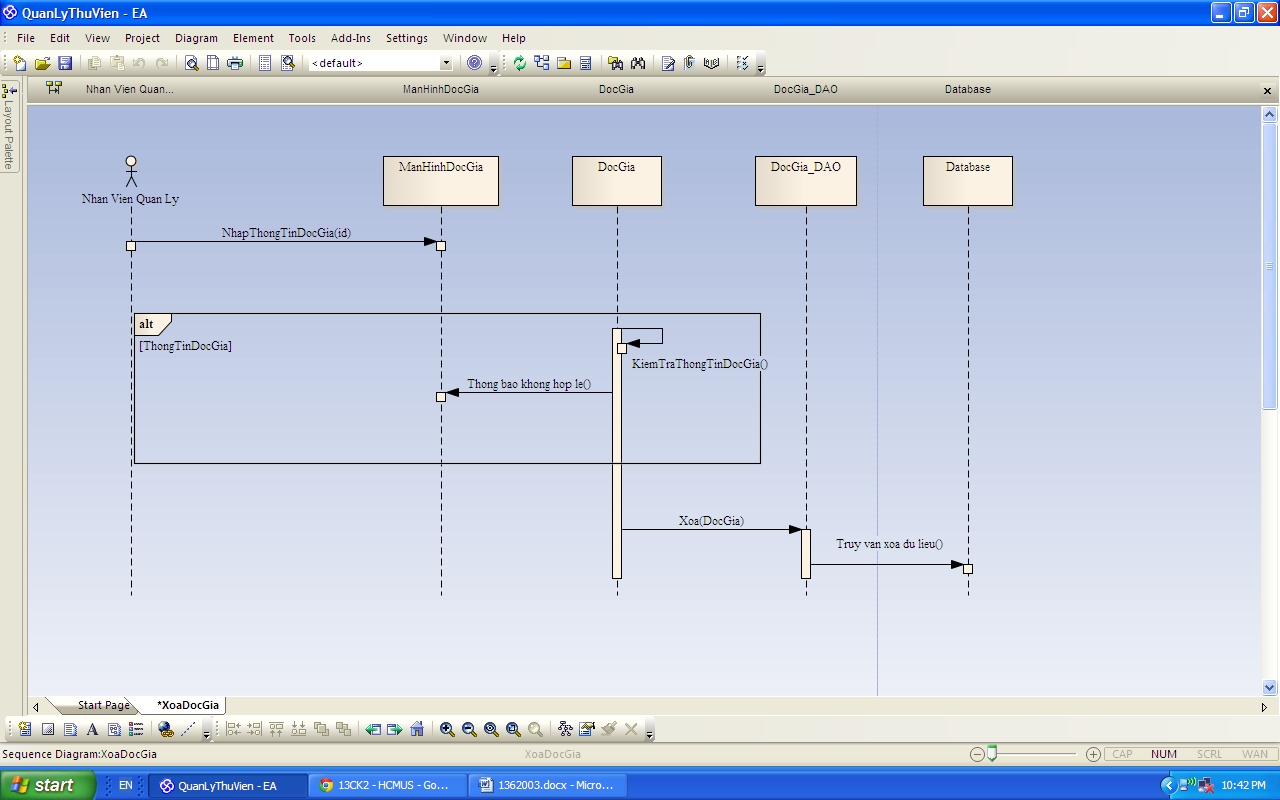 QuanLyThuVien - EA
File Edit View Project Diagram Element Tools Add-Ins Settings Window Help
<default>
Nhan Vien Quan... ManHinhDocGia DocGia DocGia_DAO Database
Layout Palette
ManHinhDocGia DocGia DocGia_DAO Database
Nhan Vien Quan Ly
NhapThongTinDocGia(id)
alt
[ThongTinDocGia]
KiemTraThongTinDocGia()
Thong bao khong hop le()
Xoa(DocGia)
Truy van xoa du lieu()
Start Page *XoaDocGia
Sequence Diagram:XoaDocGia XoaDocGia CAP NUM SCRL WAN
start EN QuanLyThuVien - EA 13CK2 - HCMUS - Go... 1362003.docx - Micro... 10:42 PM